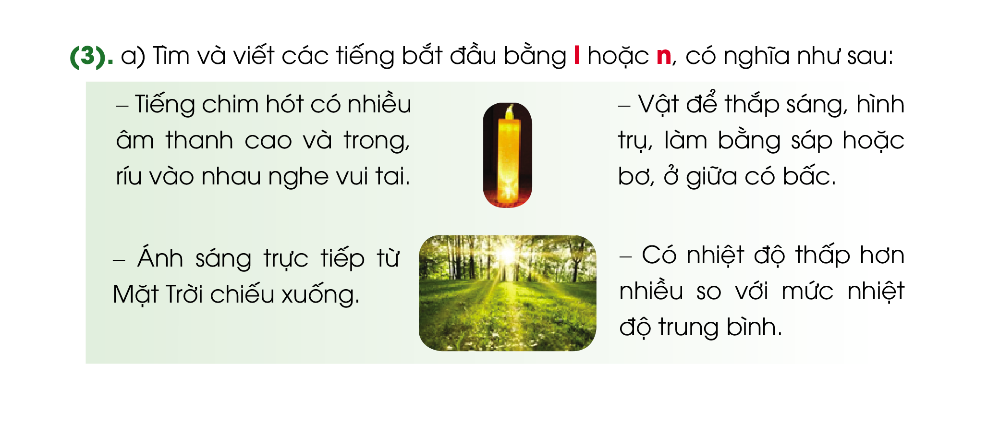 (3). a) Tìm và viết các tiếng bắt đầu bằng l hoặc n, có nghĩa như sau:
– Tiếng chim hót có nhiều
âm thanh cao và trong,
ríu vào nhau nghe vui tai.
– Vật để thắp sáng, hình
trụ, làm bằng sáp hoặc
bơ, ở giữa có bấc.
– Ánh sáng trực tiếp từ
Mặt Trời chiếu xuống.
– Có nhiệt độ thấp hơn
nhiều so với mức nhiệt
độ trung bình.